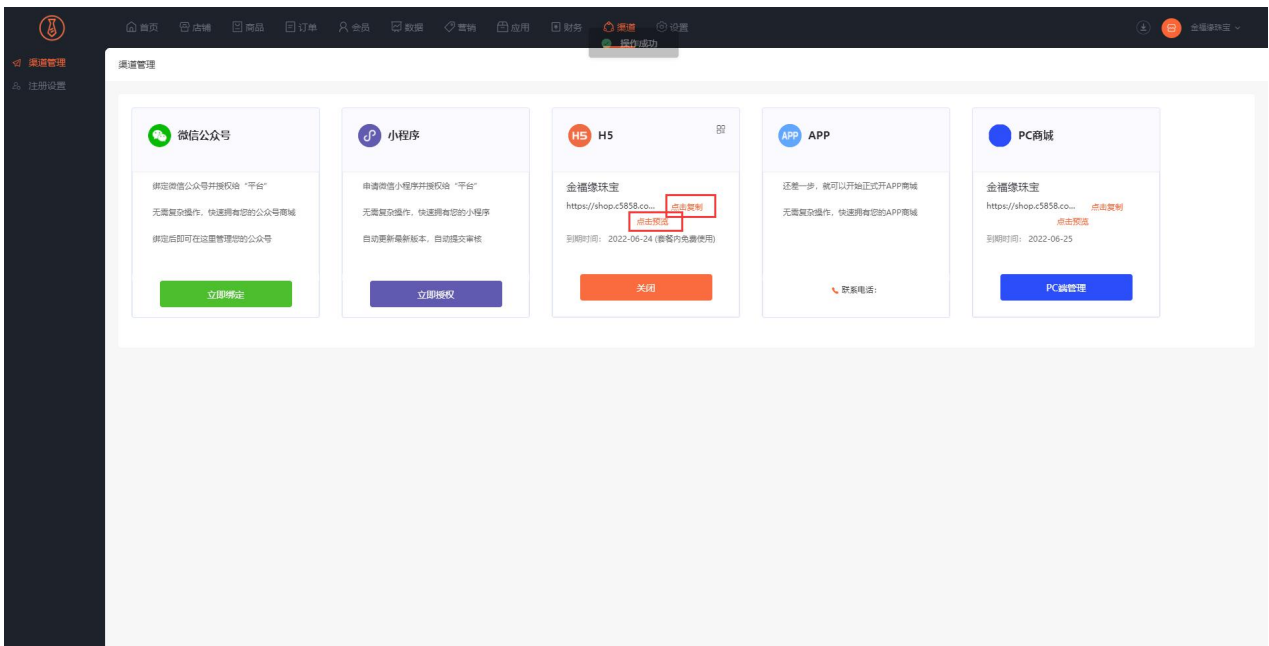 首页 店铺 商品 订单 会员 数据 营销 应用 财务 渠道 设置 金福缘珠宝
操作成功
渠道管理
注册设置
渠道管理
微信公众号
绑定微信公众号并授权给“平台”
无需复杂操作，快速拥有您的公众号商城
绑定后即可在这里管理您的公众号
立即绑定
小程序
申请微信小程序并授权给“平台”
无需复杂操作，快速拥有您的小程序
自动更新最新版本，自动提交审核
立即授权
H5 H5
金福缘珠宝
https://shop.c5858.co... 点击复制
点击预览
到期时间： 2022-06-24 (套餐内免费使用)
关闭
APP APP
还差一步，就可以开始正式开APP商城
无需复杂操作，快速拥有您的APP商城
联系电话：
PC商城
金福缘珠宝
https://shop.c5858.co... 点击复制
点击预览
到期时间： 2022-06-25
PC端管理